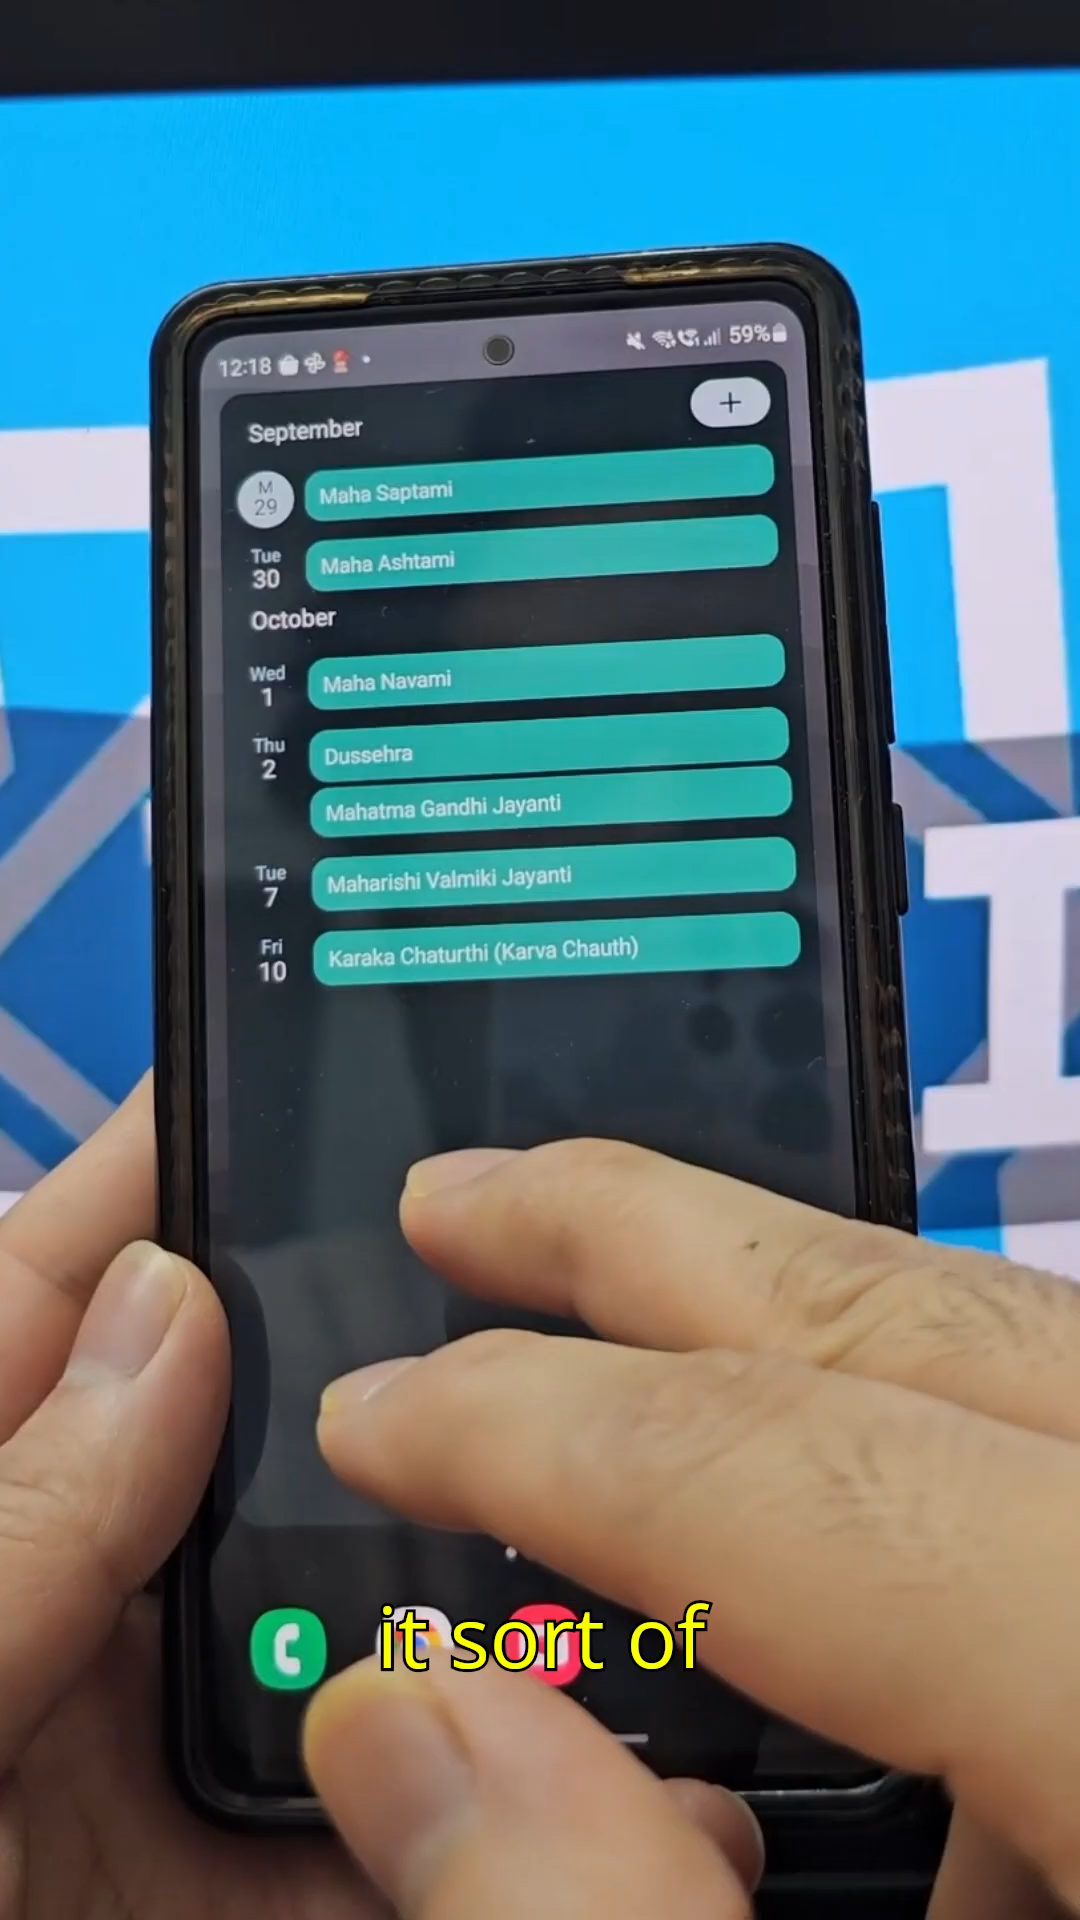 12:18
59%
September
+
M
29
Maha Saptami
Tue
30
Maha Ashtami
October
Wed
1
Maha Navami
Thu
2
Dussehra
Mahatma Gandhi Jayanti
Tue
7
Maharishi Valmiki Jayanti
Fri
10
Karaka Chaturthi (Karva Chauth)
it sort of